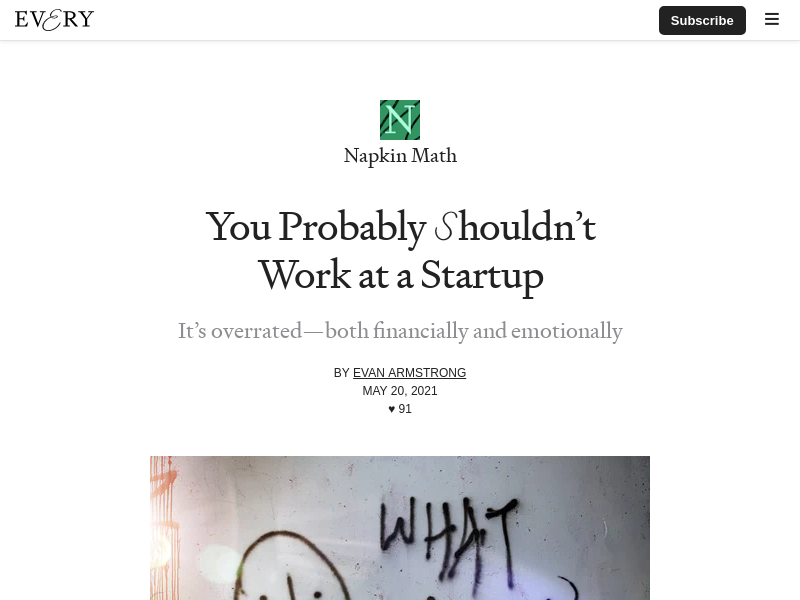 EVERY
Subscribe
N
Napkin Math
You Probably Shouldn’t
Work at a Startup
It’s overrated—both financially and emotionally
BY EVAN ARMSTRONG
MAY 20, 2021
♥ 91
WHAT